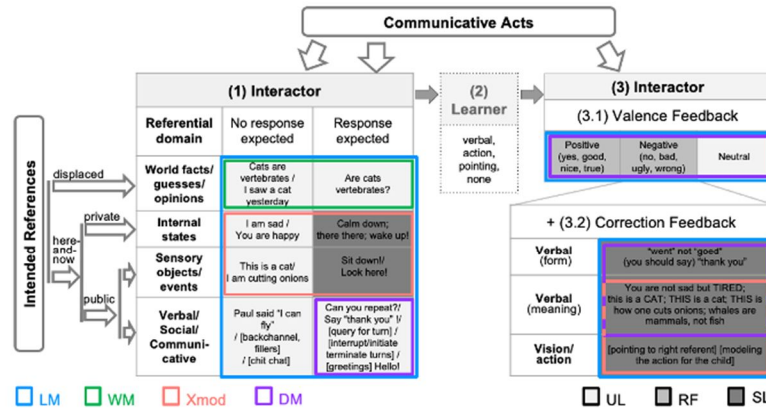 Communicative Acts
(1) Interactor
Referential
domain
No response
expected
Response
expected
World facts/
guesses/
opinions
Cats are
vertebrates /
I saw a cat
yesterday
Are cats
vertebrates?
Internal
states
I am sad /
You are happy
Calm down;
there there; wake up!
Sensory
objects/
events
This is a cat/
I am cutting onions
Sit down!/
Look here!
Verbal/
Social/
Communi-
cative
Paul said "I can
fly"
/ [backchannel,
fillers]
/ [chit chat]
Can you repeat?/
Say "thank you" !/
[query for turn] /
[interrupt/initiate
terminate turns] /
[greetings] Hello!
Intended References
displaced
here-
and-
now
private
public
(2)
Learner
verbal,
action,
pointing,
none
(3) Interactor
(3.1) Valence Feedback
Positive
(yes, good,
nice, true)
Negative
(no, bad,
ugly, wrong)
Neutral
+ (3.2) Correction Feedback
Verbal
(form)
"went" not "goed"
(you should say) "thank you"
Verbal
(meaning)
You are not sad but TIRED;
this is a CAT; THIS is a cat; THIS is
how one cuts onions; whales are
mammals, not fish
Vision/
action
[pointing to right referent] [modeling
the action for the child]
LM
WM
Xmod
DM
UL
RF
SL